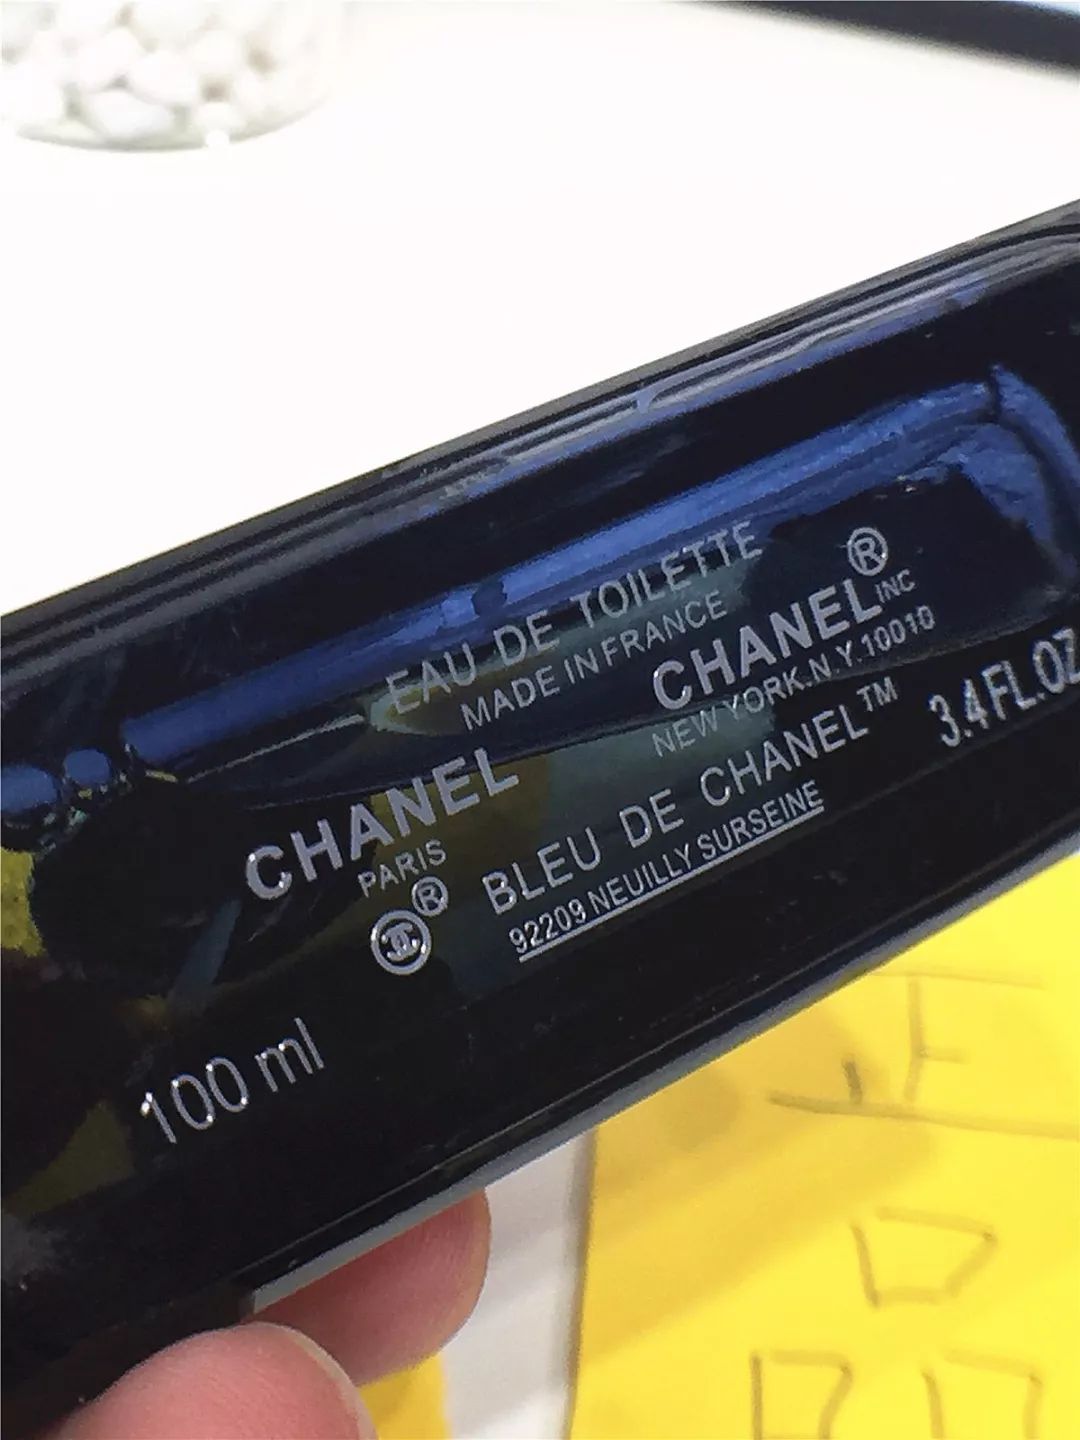 EAU DE TOILETTE
MADE IN FRANCE
CHANEL
PARIS
®
CHANEL®
INC
NEW YORK.N.Y.10010
BLEU DE CHANEL™
92209 NEUILLY SURSEINE
100 ml
3.4FL.OZ